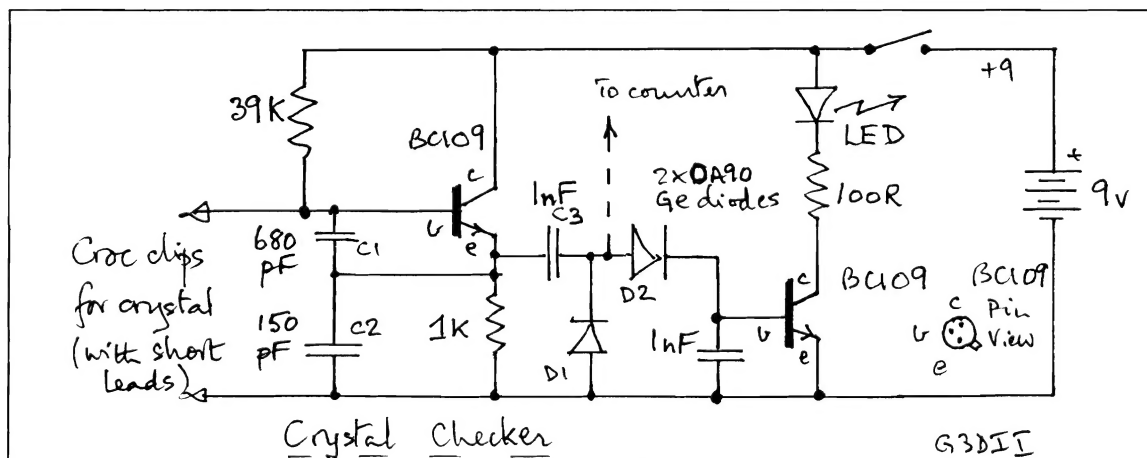 39K
BC109
c
b
e
To counter
+9
LED
100R
+
9v
Croc clips
for crystal
(with short
leads)
680
pF
C1
150
pF
C2
1K
1nF
C3
2xOA90
Ge diodes
D2
D1
1nF
BC109
c
b
e
BC109
Pin
View
c
b
e
Crystal Checker
G3DII